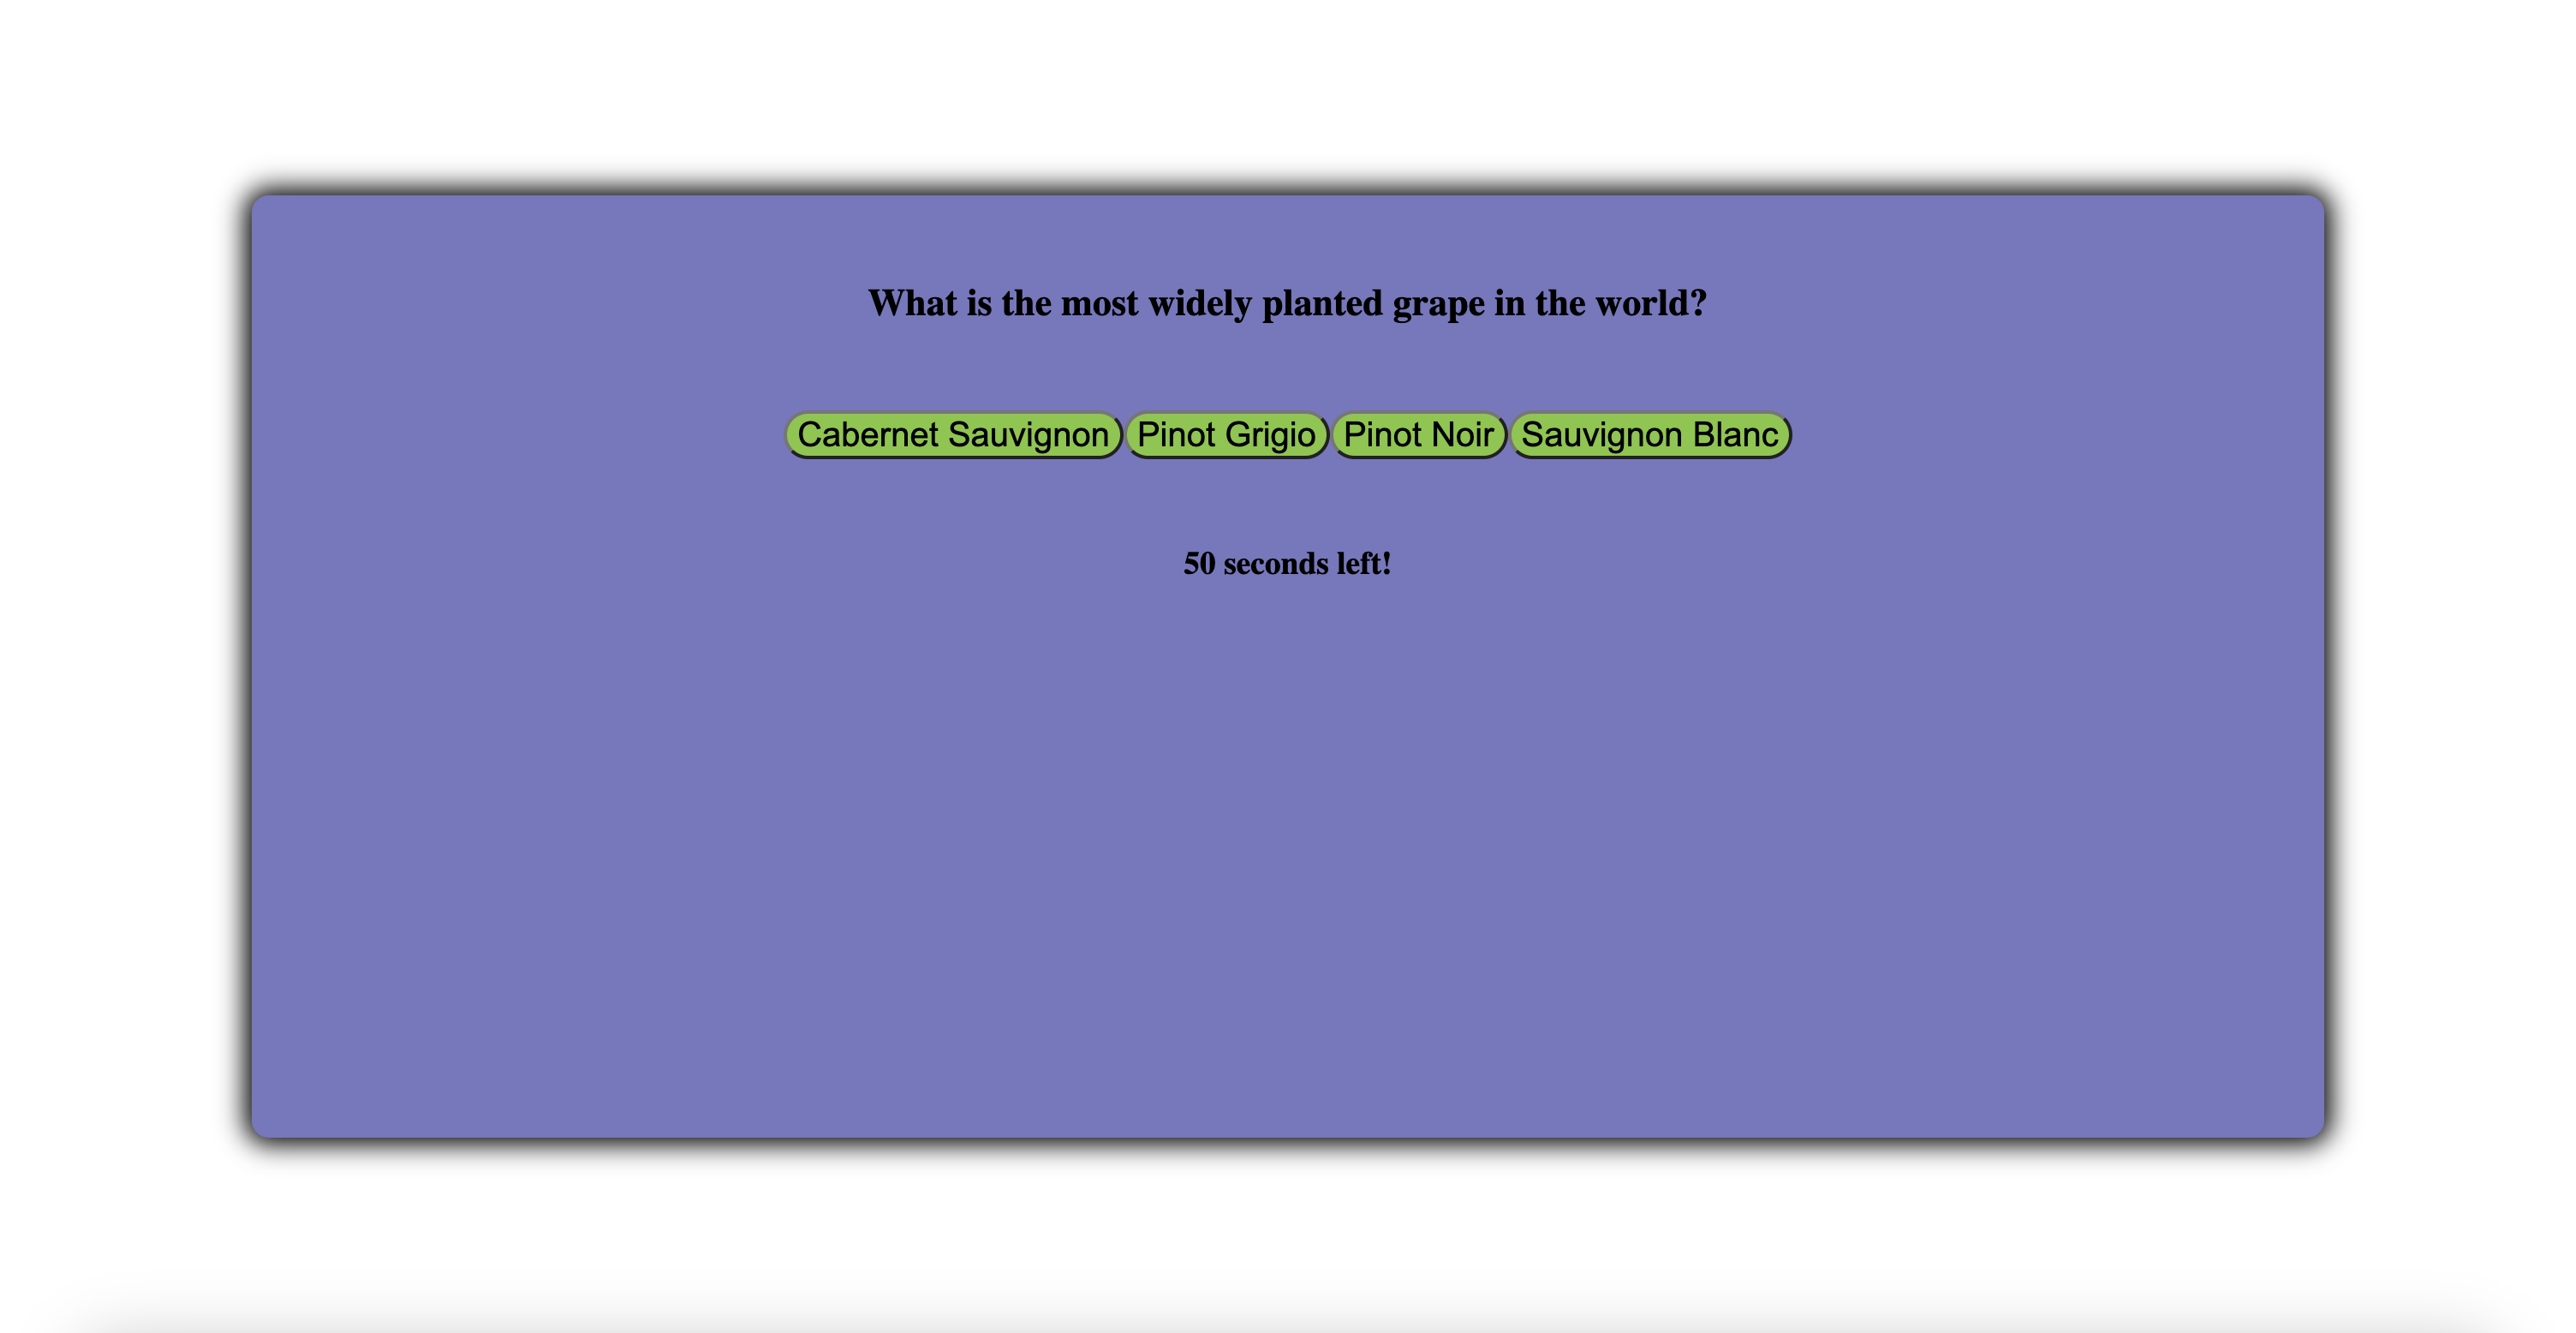 What is the most widely planted grape in the world?
Cabernet Sauvignon Pinot Grigio Pinot Noir Sauvignon Blanc
50 seconds left!